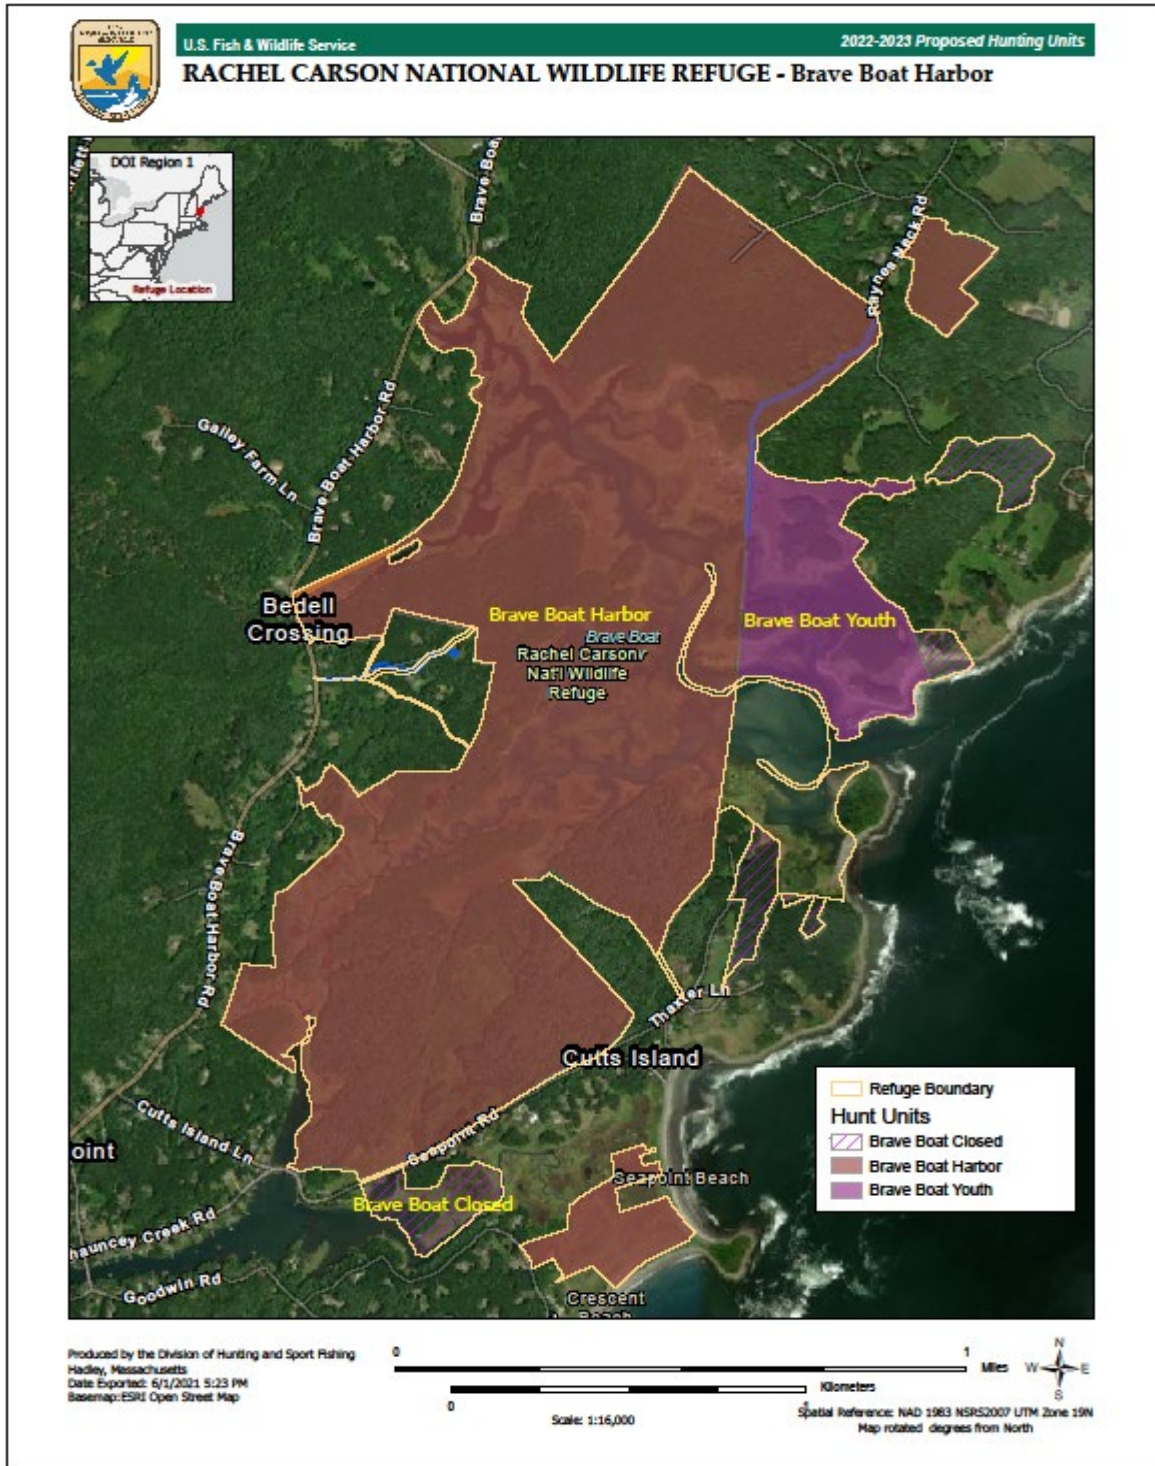 U.S. Fish & Wildlife Service
2022-2023 Proposed Hunting Units
RACHEL CARSON NATIONAL WILDLIFE REFUGE - Brave Boat Harbor
DOI Region 1
Refuge Location
Brave Boa
Raynes Neck Rd
Galley Farm Ln
Brave Boat Harbor Rd
Bedell
Crossing
Brave Boat Harbor
Brave Boat
Rachel Carson
Nat'l Wildlife
Refuge
Brave Boat Youth
Brave Boat Harbor Rd
Thaxter Ln
Cutts Island
Cutts Island Ln
oint
Seapoint Rd
Seapoint Beach
Brave Boat Closed
hauncey Creek Rd
Goodwin Rd
Crescent
Beach
Refuge Boundary
Hunt Units
Brave Boat Closed
Brave Boat Harbor
Brave Boat Youth
Produced by the Division of Hunting and Sport Fishing
Hadley, Massachusetts
Date Exported: 6/1/2021 5:23 PM
Basemap:ESRI Open Street Map
0 1 Miles
0 1 Kilometers
Scale: 1:16,000
N
W E
S
Spatial Reference: NAD 1983 NSRS2007 UTM Zone 19N
Map rotated degrees from North